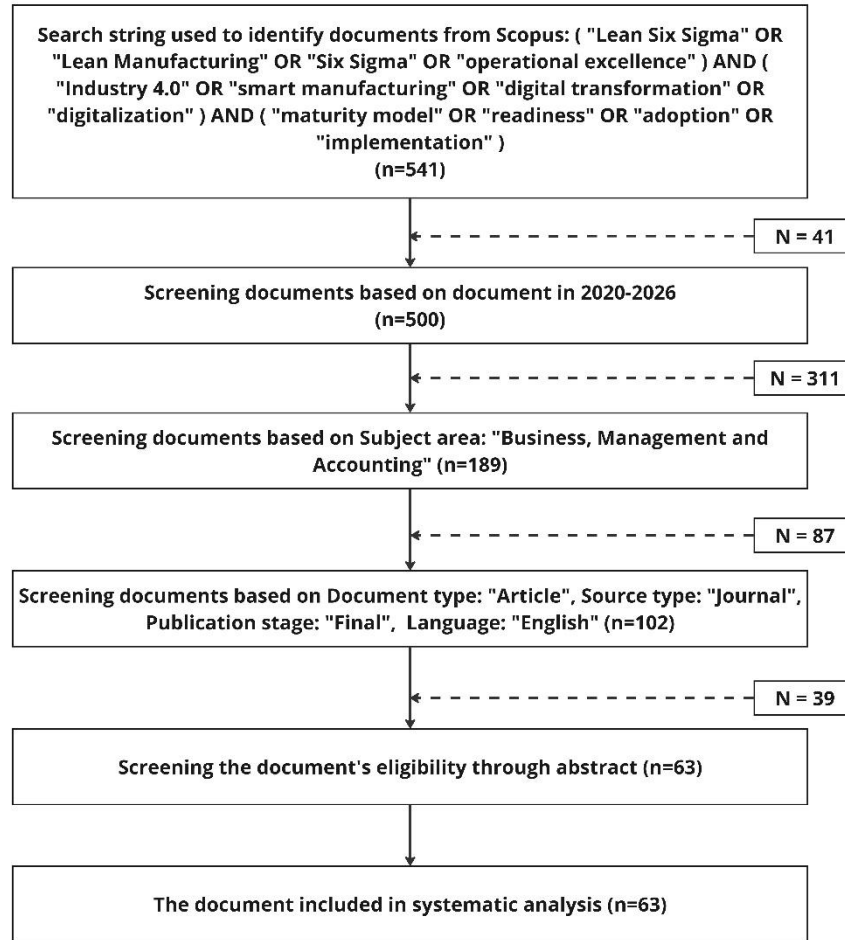 Search string used to identify documents from Scopus: ( "Lean Six Sigma" OR
"Lean Manufacturing" OR "Six Sigma" OR "operational excellence" ) AND (
"Industry 4.0" OR "smart manufacturing" OR "digital transformation" OR
"digitalization" ) AND ( "maturity model" OR "readiness" OR "adoption" OR
"implementation" )
(n=541)
N = 41
Screening documents based on document in 2020-2026
(n=500)
N = 311
Screening documents based on Subject area: "Business, Management and
Accounting" (n=189)
N = 87
Screening documents based on Document type: "Article", Source type: "Journal",
Publication stage: "Final", Language: "English" (n=102)
N = 39
Screening the document's eligibility through abstract (n=63)
The document included in systematic analysis (n=63)